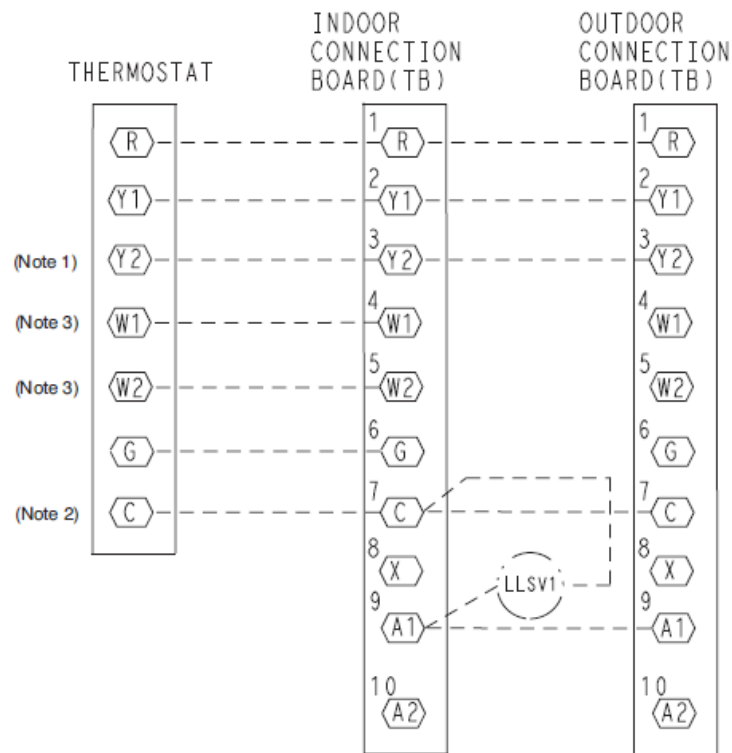 THERMOSTAT
INDOOR
CONNECTION
BOARD(TB)
OUTDOOR
CONNECTION
BOARD(TB)
R 1 R 1 R
Y1 2 Y1 2 Y1
(Note 1) Y2 3 Y2 3 Y2
(Note 3) W1 4 W1 4 W1
(Note 3) W2 5 W2 5 W2
G 6 G 6 G
(Note 2) C 7 C 7 C
8 X LLSV1 8 X
9 A1 9 A1
10 A2 10 A2